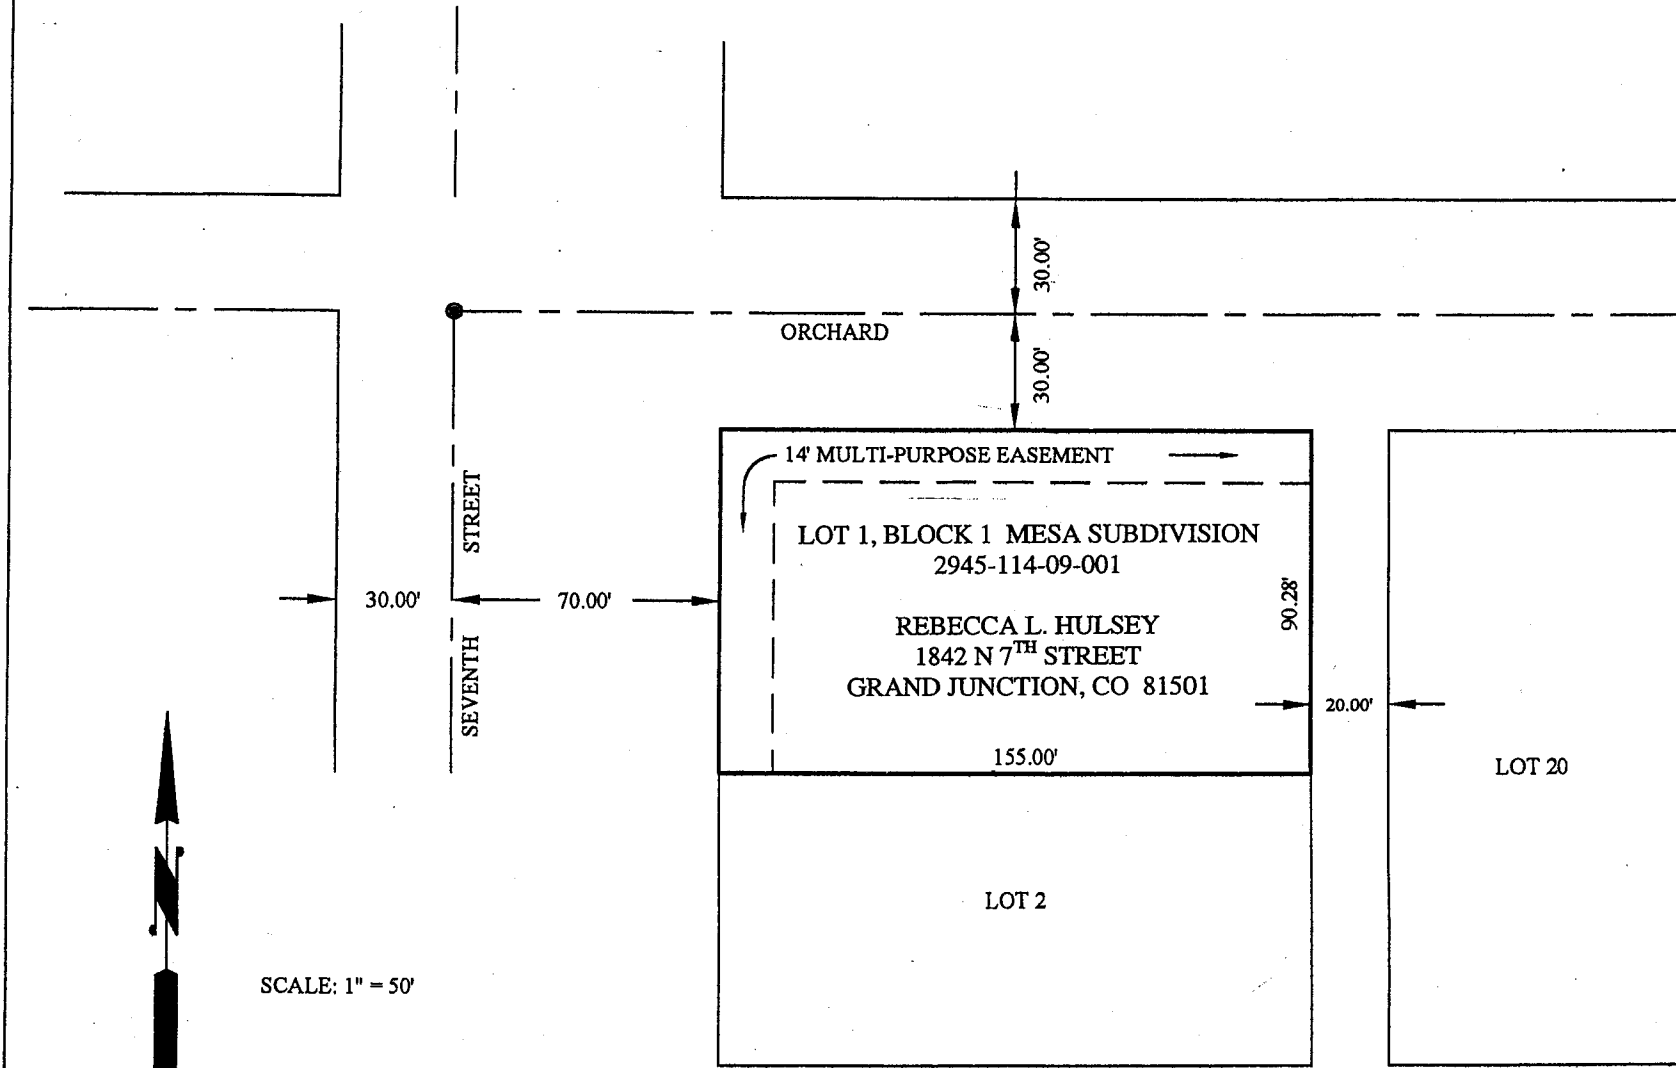 30.00'
ORCHARD
30.00'
14' MULTI-PURPOSE EASEMENT
STREET
LOT 1, BLOCK 1 MESA SUBDIVISION
2945-114-09-001
30.00'
70.00'
90.28'
REBECCA L. HULSEY
1842 N 7TH STREET
GRAND JUNCTION, CO 81501
SEVENTH
20.00'
155.00'
LOT 20
N
LOT 2
SCALE: 1" = 50'